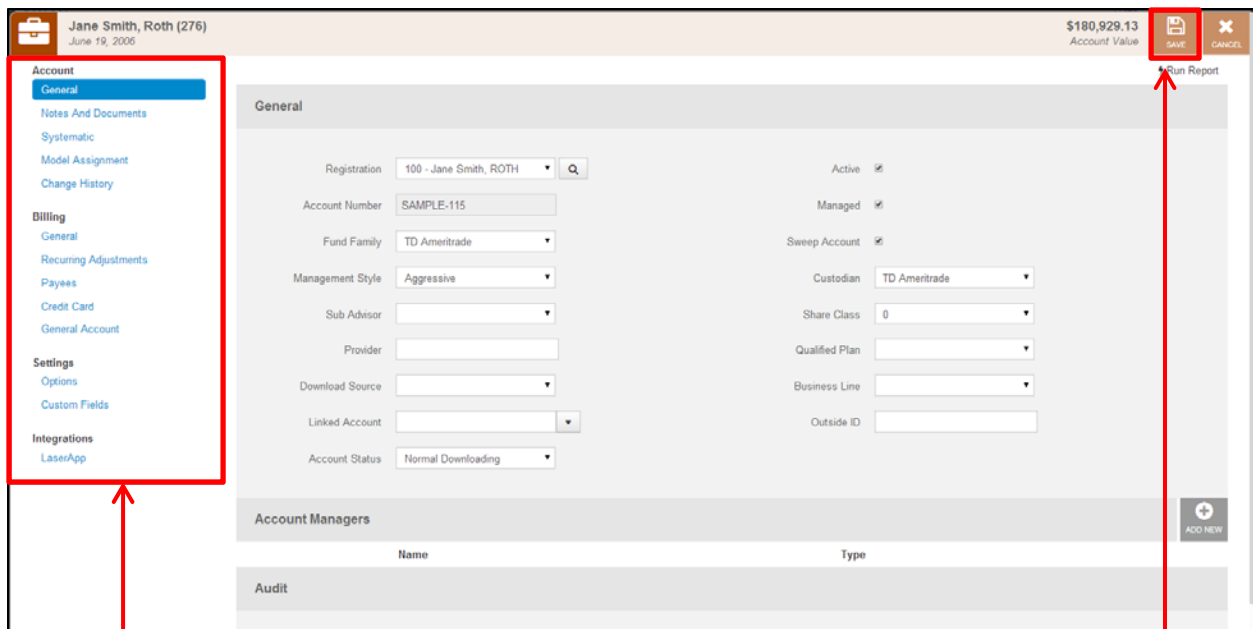 Jane Smith, Roth (276)
June 19, 2006
$180,929.13
Account Value
SAVE
CANCEL
Run Report
Account
General
Notes And Documents
Systematic
Model Assignment
Change History
Billing
General
Recurring Adjustments
Payees
Credit Card
General Account
Settings
Options
Custom Fields
Integrations
LaserApp
General
Registration 100 - Jane Smith, ROTH Active
Account Number SAMPLE-115 Managed
Fund Family TD Ameritrade Sweep Account
Management Style Aggressive Custodian TD Ameritrade
Sub Advisor Share Class 0
Provider Qualified Plan
Download Source Business Line
Linked Account Outside ID
Account Status Normal Downloading
Account Managers
ADD NEW
Name Type
Audit